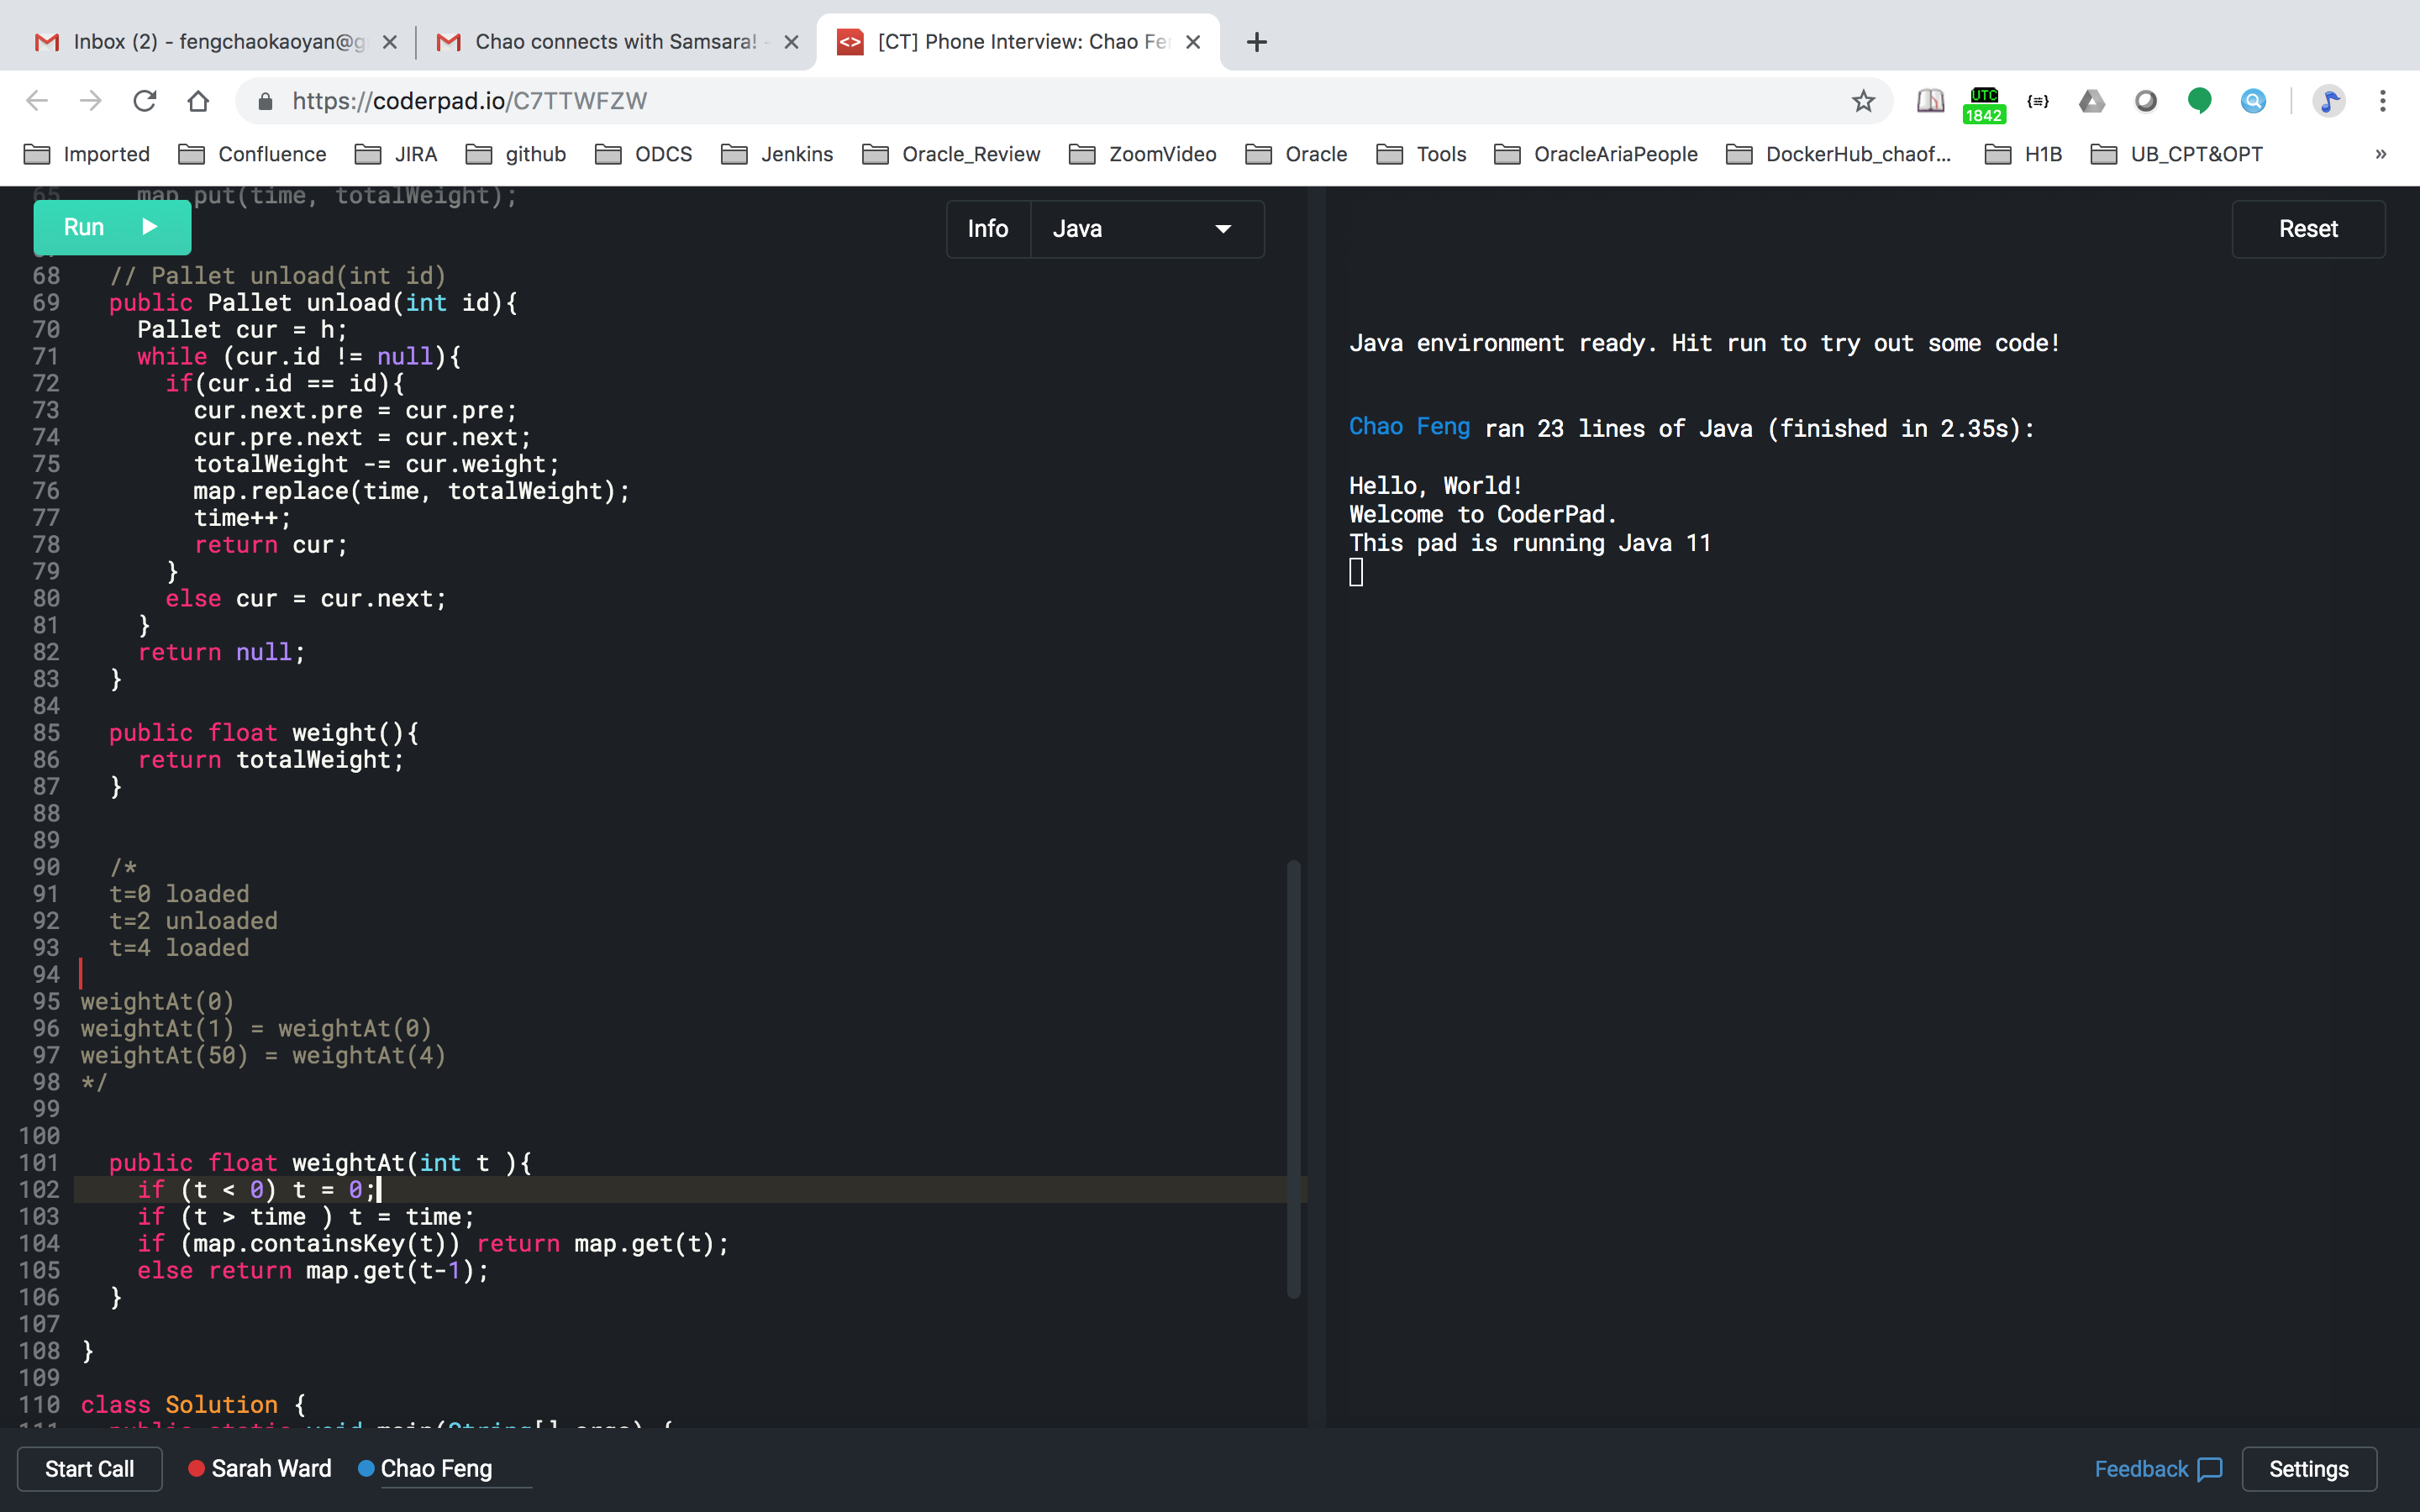 Inbox (2) - fengchaokaoyan@g
Chao connects with Samsara! -
[CT] Phone Interview: Chao Fe
https://coderpad.io/C7TTWFZW
UTC
1842
Imported
Confluence
JIRA
github
ODCS
Jenkins
Oracle_Review
ZoomVideo
Oracle
Tools
OracleAriaPeople
DockerHub_chaof...
H1B
UB_CPT&OPT
»
Run
Info
Java
Reset
65     map.put(time, totalWeight);
68   // Pallet unload(int id)
69   public Pallet unload(int id){
70     Pallet cur = h;
71     while (cur.id != null){
72       if(cur.id == id){
73         cur.next.pre = cur.pre;
74         cur.pre.next = cur.next;
75         totalWeight -= cur.weight;
76         map.replace(time, totalWeight);
77         time++;
78         return cur;
79       }
80       else cur = cur.next;
81     }
82     return null;
83   }
84
85   public float weight(){
86     return totalWeight;
87   }
88
89
90   /*
91   t=0 loaded
92   t=2 unloaded
93   t=4 loaded
94
95 weightAt(0)
96 weightAt(1) = weightAt(0)
97 weightAt(50) = weightAt(4)
98 */
99
100
101   public float weightAt(int t ){
102     if (t < 0) t = 0;
103     if (t > time ) t = time;
104     if (map.containsKey(t)) return map.get(t);
105     else return map.get(t-1);
106   }
107
108 }
109
110 class Solution {
111   public static void main(String[] args) {
Java environment ready. Hit run to try out some code!
Chao Feng ran 23 lines of Java (finished in 2.35s):
Hello, World!
Welcome to CoderPad.
This pad is running Java 11
Start Call
Sarah Ward
Chao Feng
Feedback
Settings